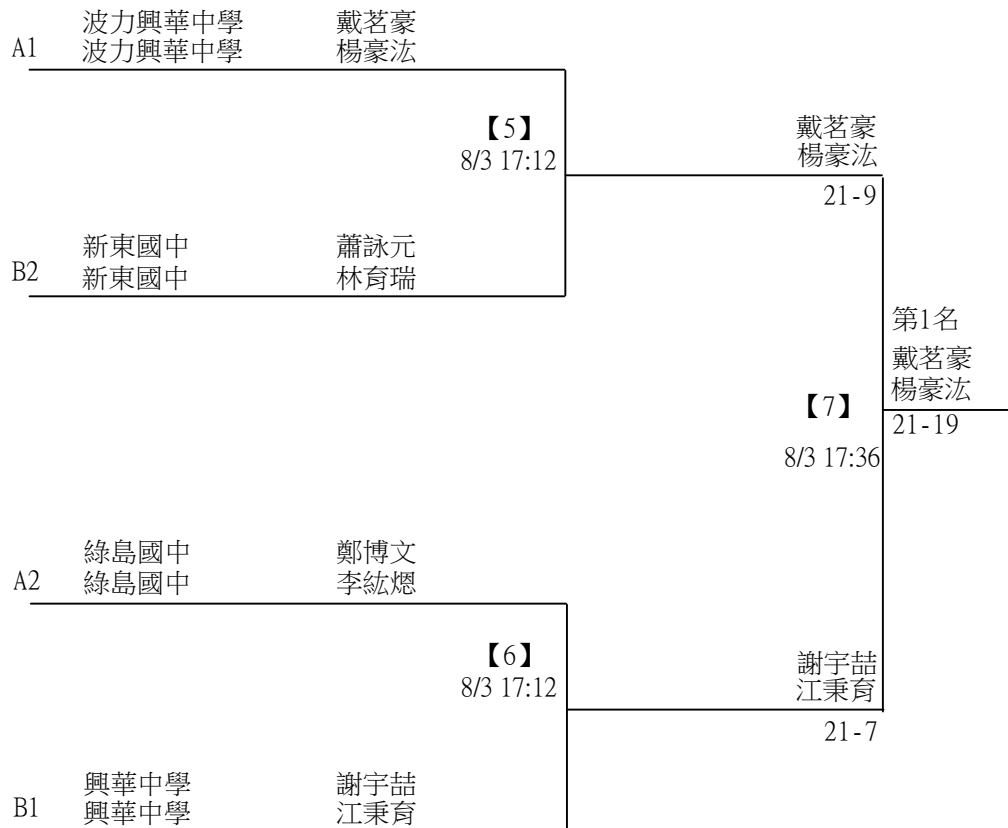 波力興華中學 戴茗豪
A1 波力興華中學 楊豪汯
【5】
8/3 17:12
戴茗豪
楊豪汯
21-9
新東國中 蕭詠元
B2 新東國中 林育瑞
第1名
戴茗豪
楊豪汯
【7】
21-19
8/3 17:36
綠島國中 鄭博文
A2 綠島國中 李紘煾
【6】
8/3 17:12
謝宇喆
江秉育
21-7
興華中學 謝宇喆
B1 興華中學 江秉育